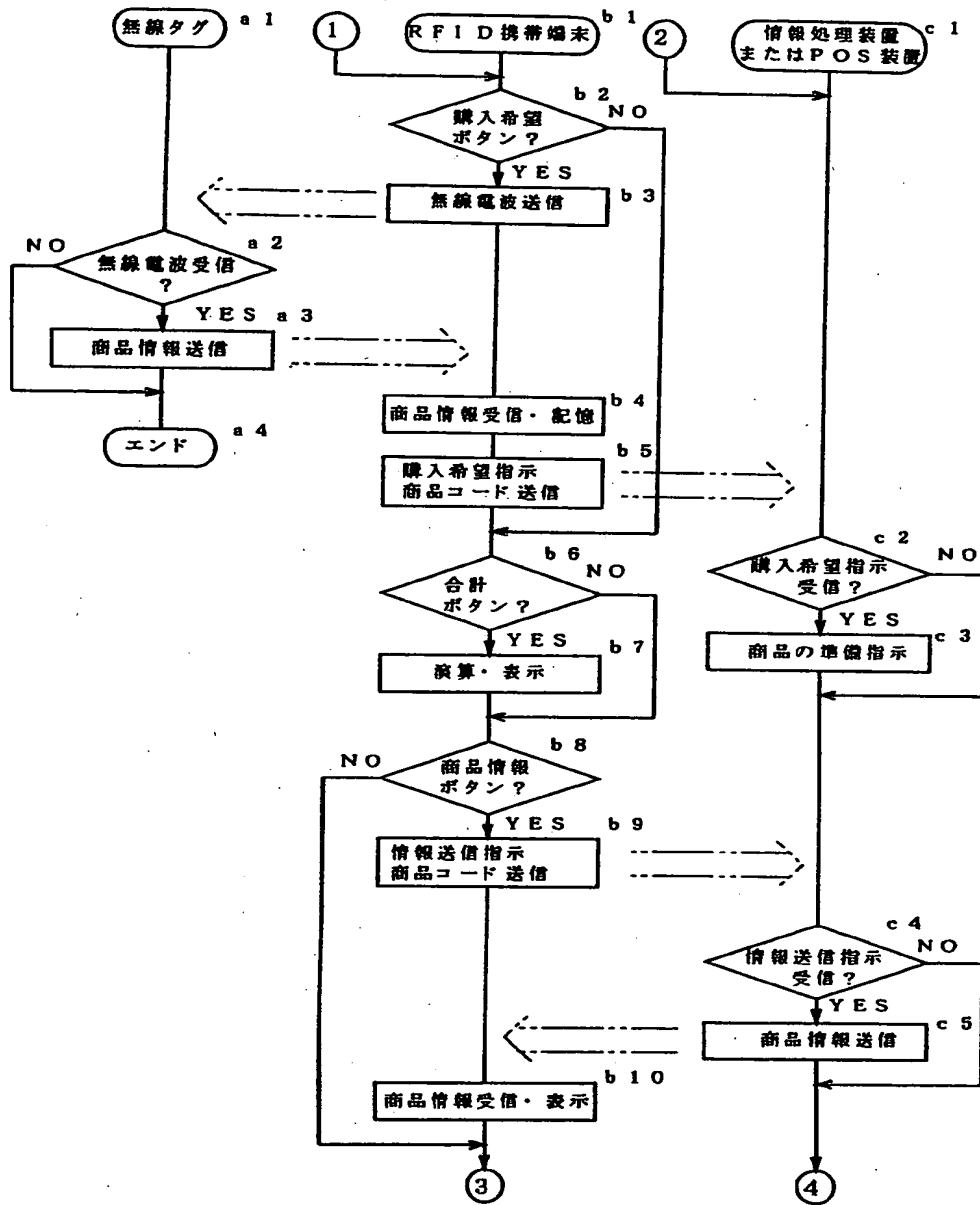 無線タグ
a1
①
RFID携帯端末
b1
②
情報処理装置
またはPOS装置
c1
購入希望
ボタン？
b2
NO
YES
無線電波送信
b3
NO
無線電波受信
？
a2
YES
a3
商品情報送信
エンド
a4
商品情報受信・記憶
b4
購入希望指示
商品コード送信
b5
購入希望指示
受信？
c2
NO
YES
商品の準備指示
c3
合計
ボタン？
b6
NO
YES
演算・表示
b7
商品情報
ボタン？
b8
NO
YES
情報送信指示
商品コード送信
b9
情報送信指示
受信？
c4
NO
YES
商品情報送信
c5
商品情報受信・表示
b10
③
④